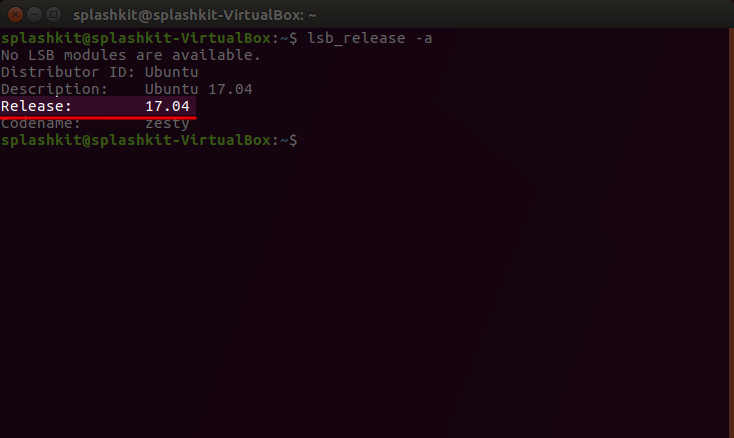 splashkit@splashkit-VirtualBox: ~
splashkit@splashkit-VirtualBox:~$ lsb_release -a
No LSB modules are available.
Distributor ID: Ubuntu
Description:    Ubuntu 17.04
Release:        17.04
Codename:       zesty
splashkit@splashkit-VirtualBox:~$